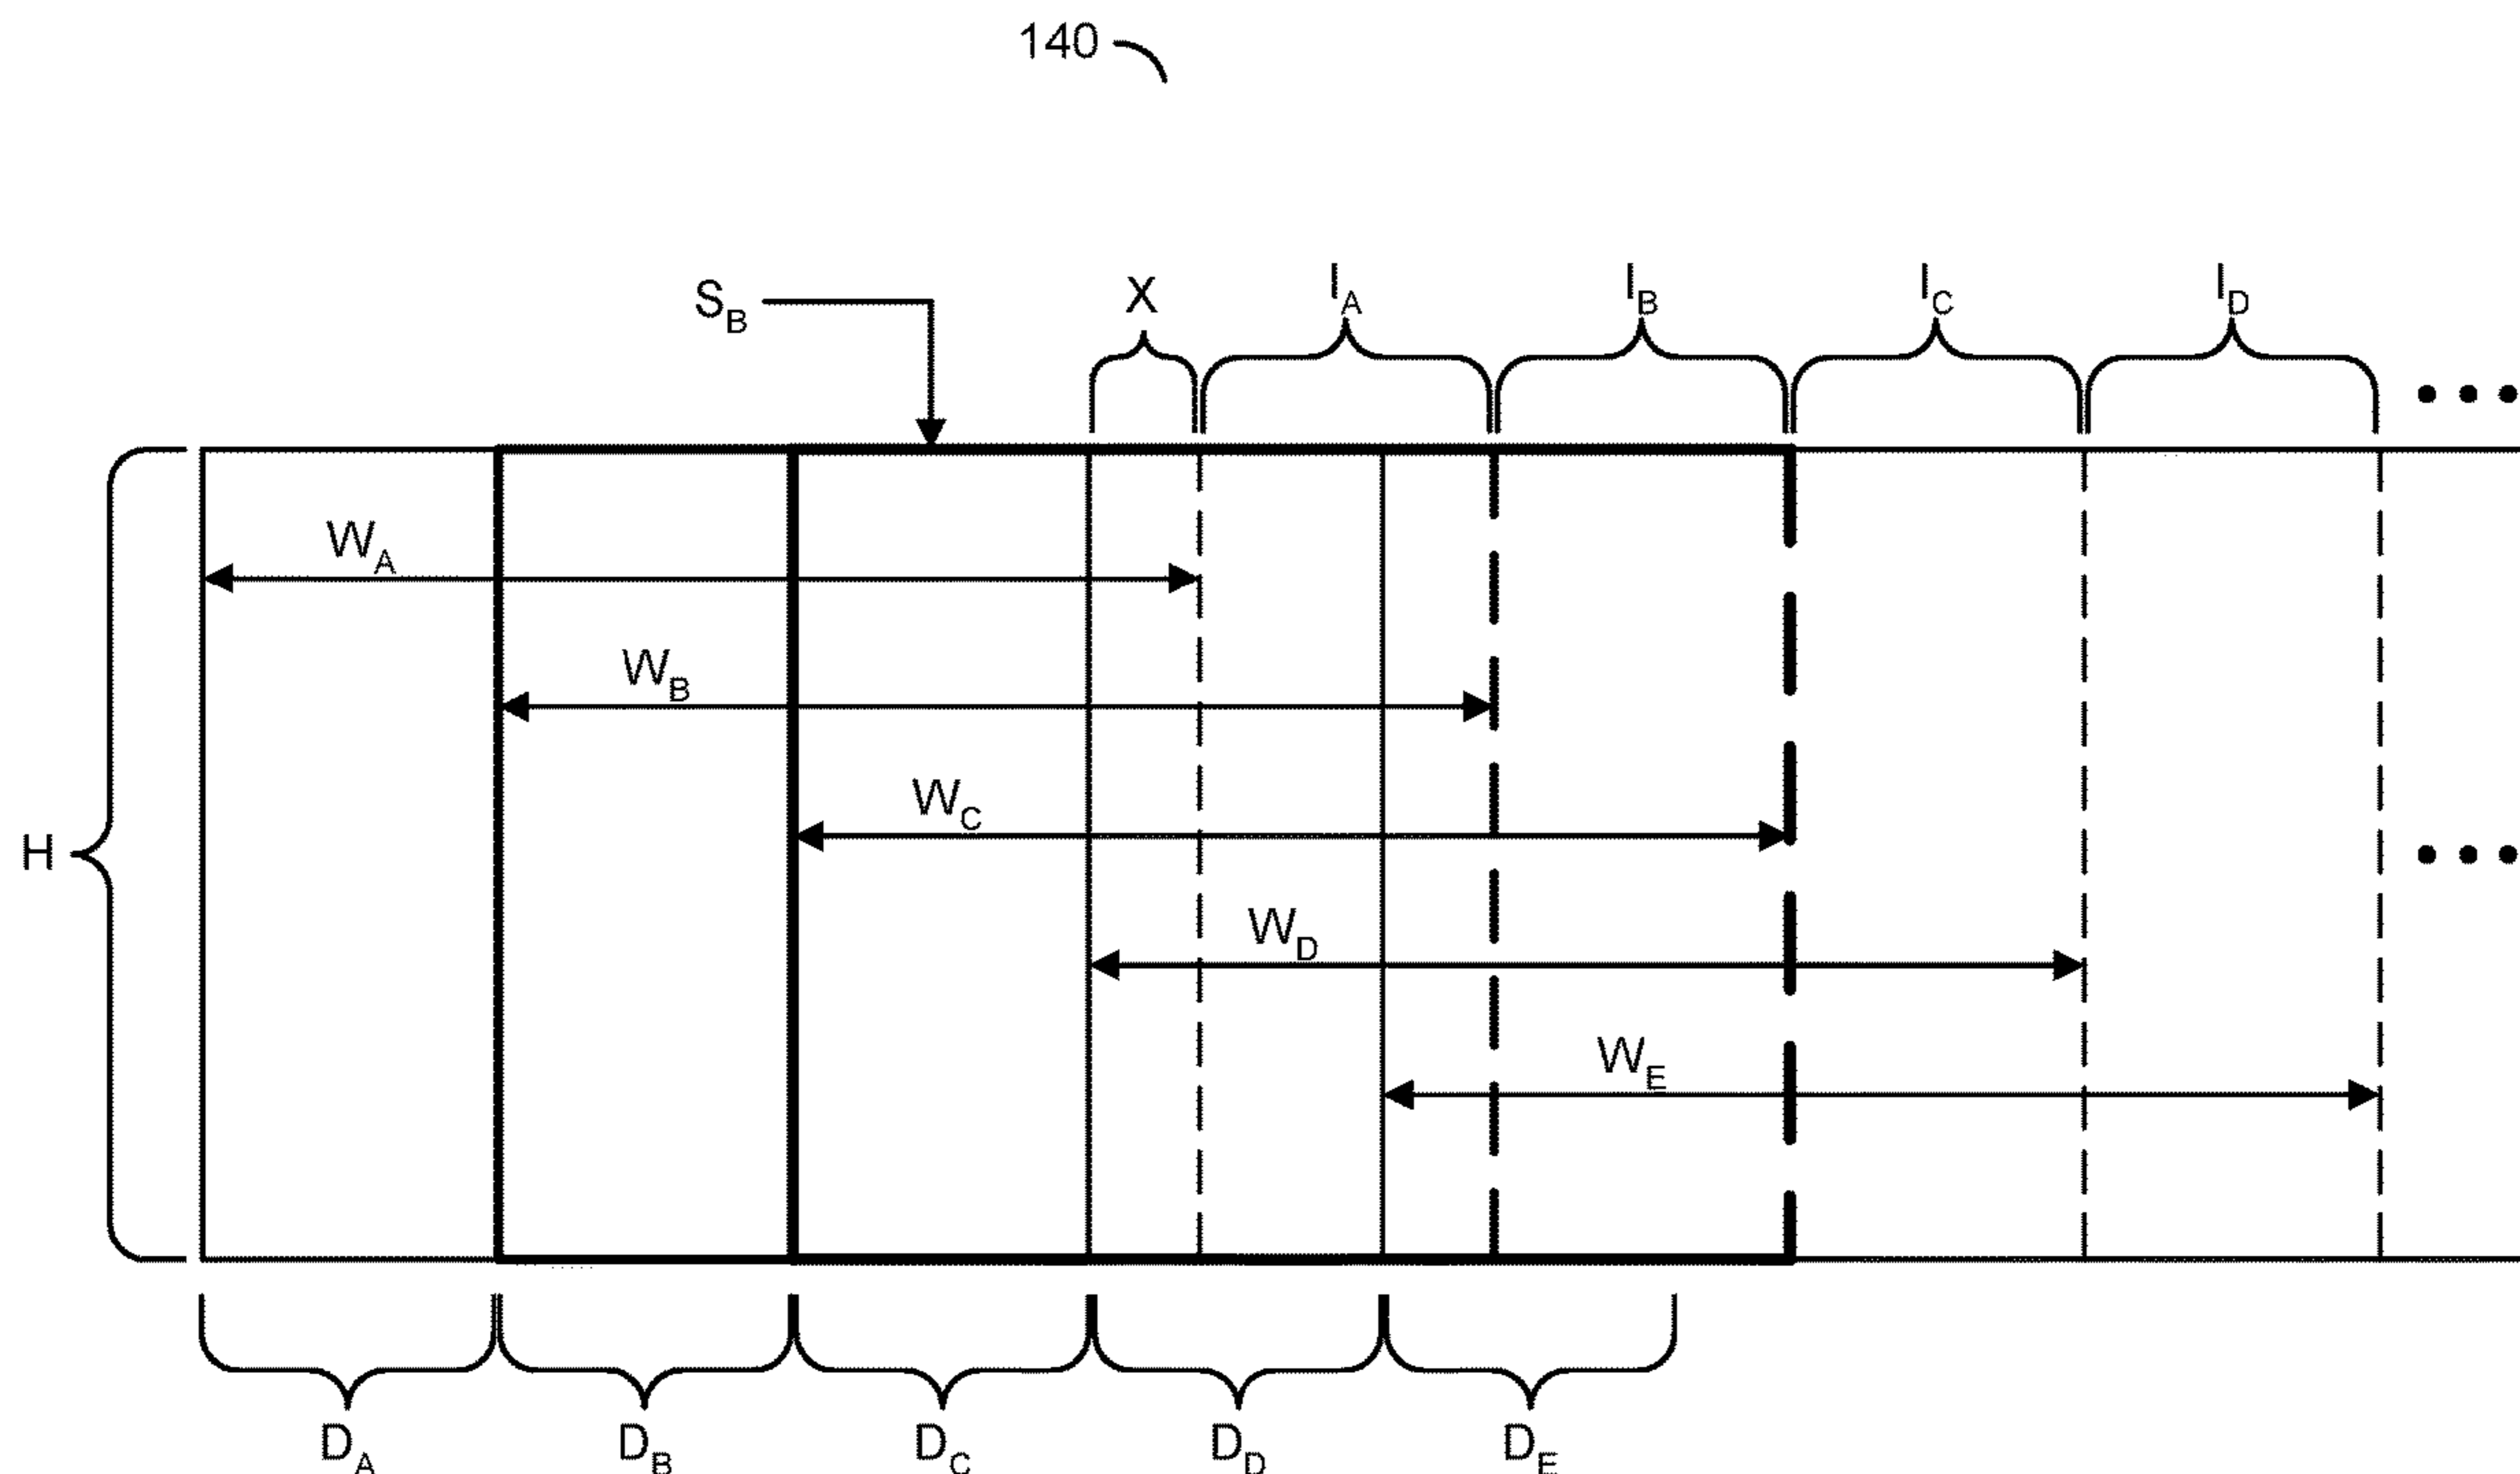 140
S_B X I_A I_B I_C I_D
W_A
W_B
W_C
H
W_D
W_E
D_A D_B D_C D_D D_E